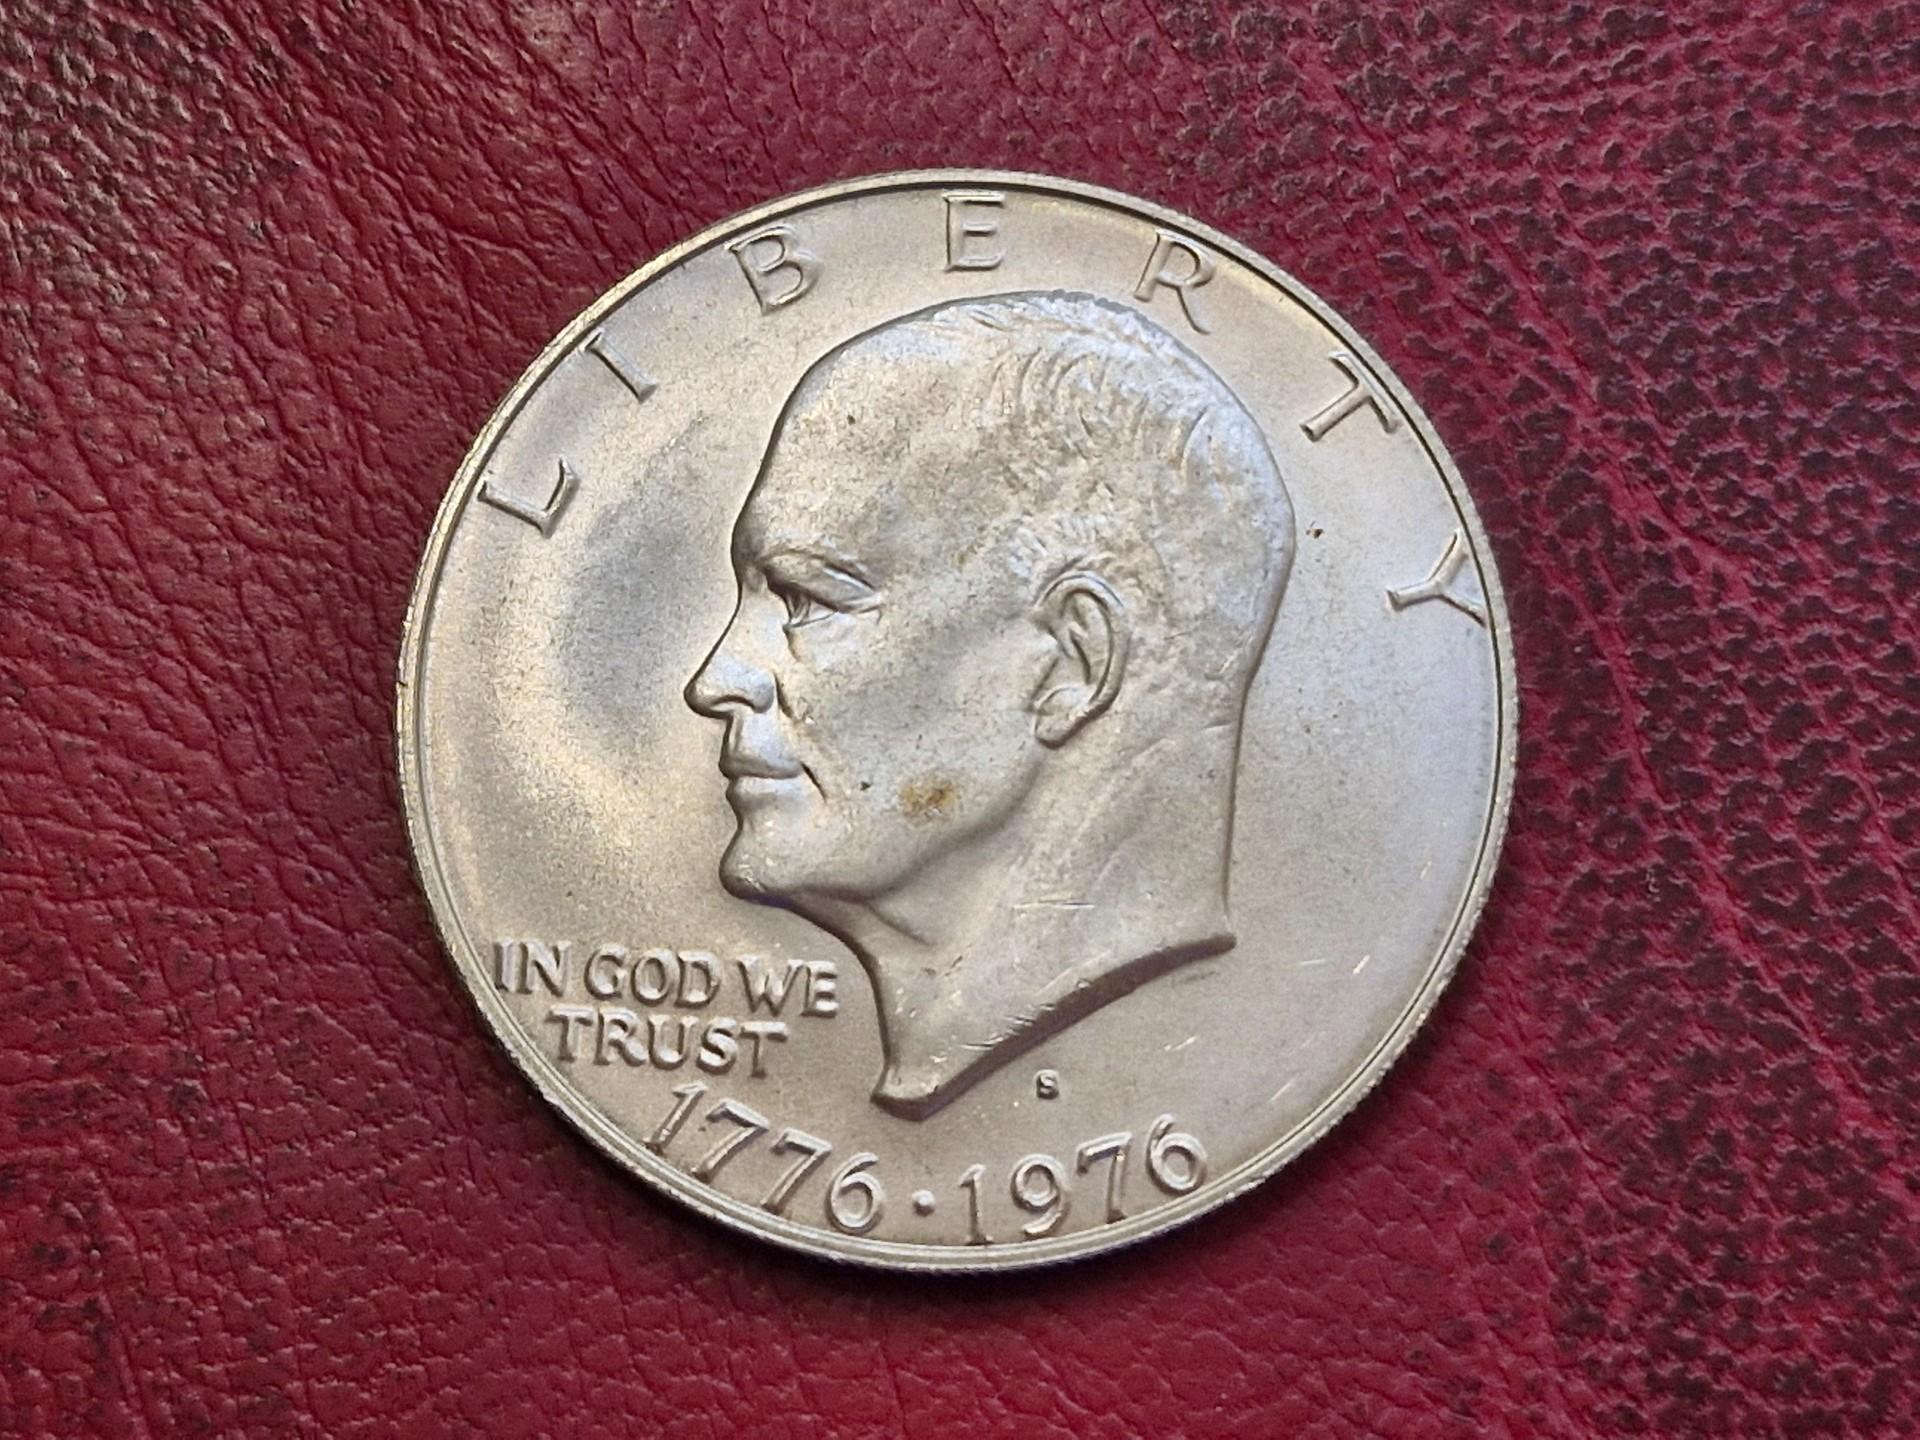 LIBERTY
IN GOD WE
TRUST
S
1776·1976